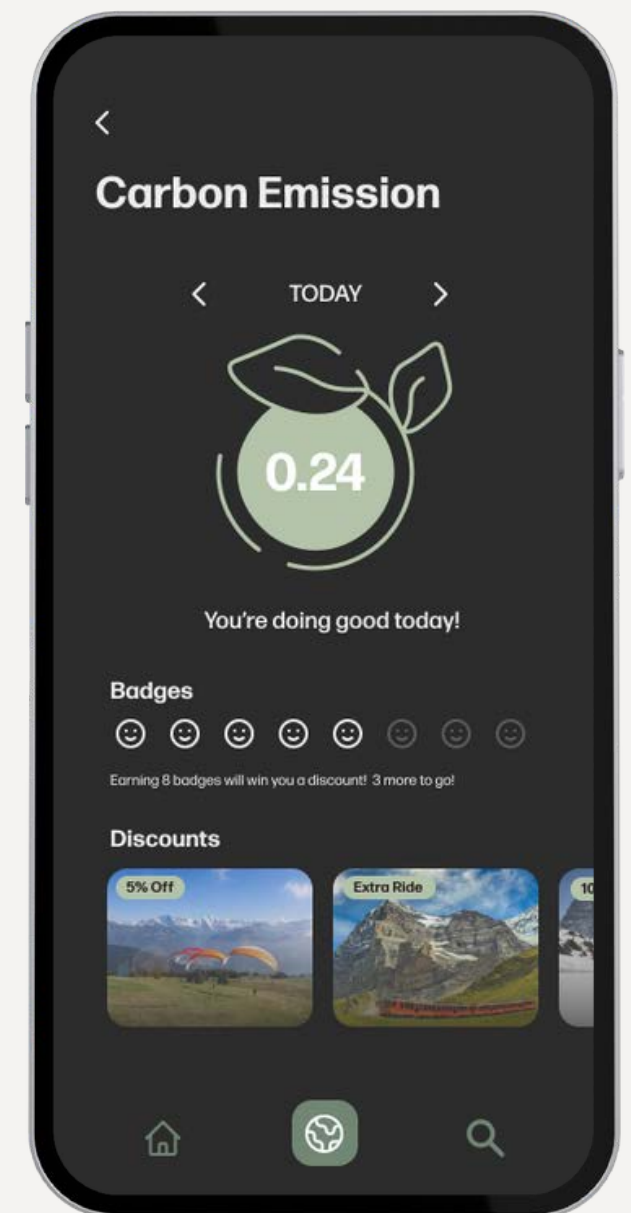 Carbon Emission
TODAY
0.24
You're doing good today!
Badges
Earning 8 badges will win you a discount! 3 more to go!
Discounts
5% Off
Extra Ride
10